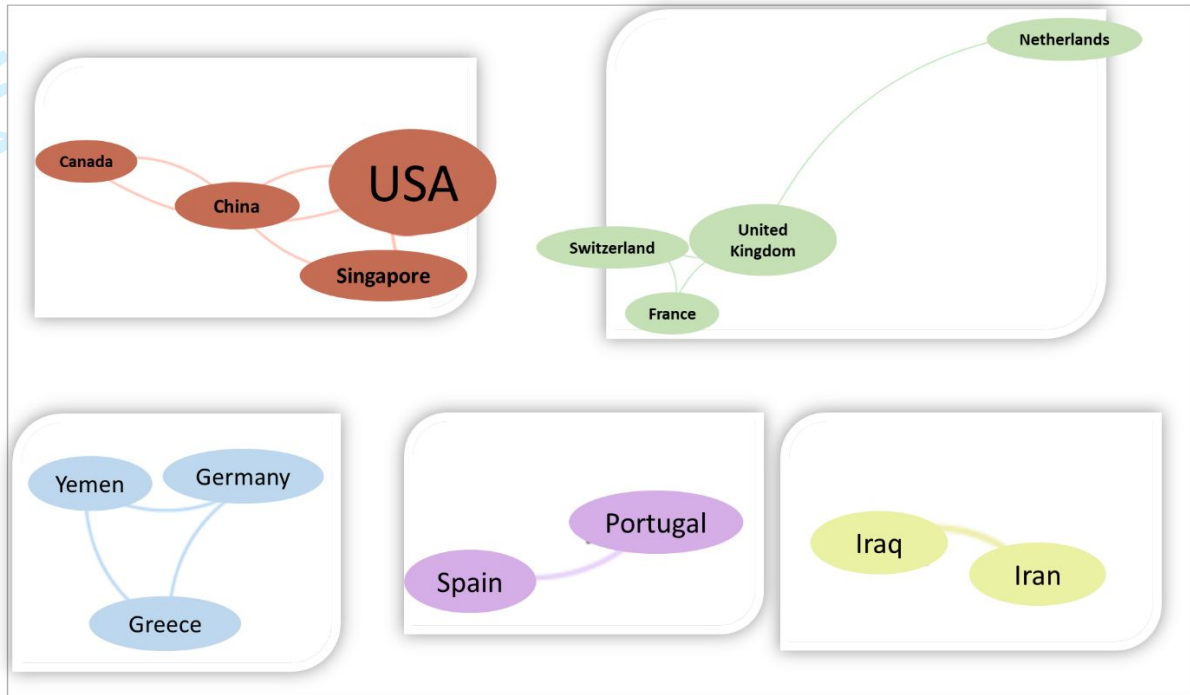 Netherlands
Canada
China
USA
Singapore
Switzerland
United
Kingdom
France
Yemen
Germany
Greece
Portugal
Spain
Iraq
Iran